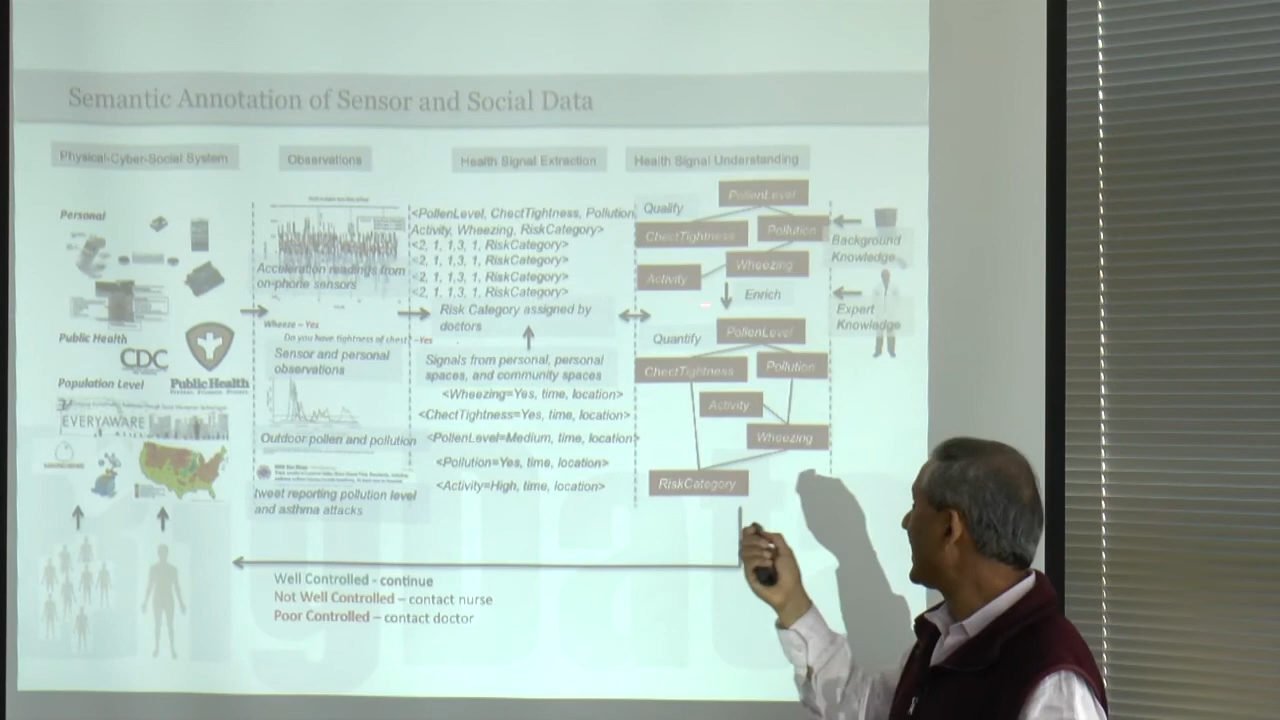 Semantic Annotation of Sensor and Social Data
Physical-Cyber-Social System
Observations
Health Signal Extraction
Health Signal Understanding
Personal
Public Health
CDC
Public Health
Population Level
EVERYAWARE
Acceleration readings from
on-phone sensors
Wheeze – Yes
Do you have tightness of chest? –Yes
Sensor and personal
observations
Outdoor pollen and pollution
tweet reporting pollution level
and asthma attacks
<PollenLevel, ChectTightness, Pollution,
Activity, Wheezing, RiskCategory>
<2, 1, 1,3, 1, RiskCategory>
<2, 1, 1,3, 1, RiskCategory>
<2, 1, 1,3, 1, RiskCategory>
<2, 1, 1,3, 1, RiskCategory>
Risk Category assigned by
doctors
Signals from personal, personal
spaces, and community spaces
<Wheezing=Yes, time, location>
<ChectTightness=Yes, time, location>
<PollenLevel=Medium, time, location>
<Pollution=Yes, time, location>
<Activity=High, time, location>
Qualify
PollenLevel
ChectTightness
Pollution
Activity
Wheezing
Enrich
Quantify
PollenLevel
ChectTightness
Pollution
Activity
Wheezing
RiskCategory
Background
Knowledge
Expert
Knowledge
Well Controlled - continue
Not Well Controlled – contact nurse
Poor Controlled – contact doctor